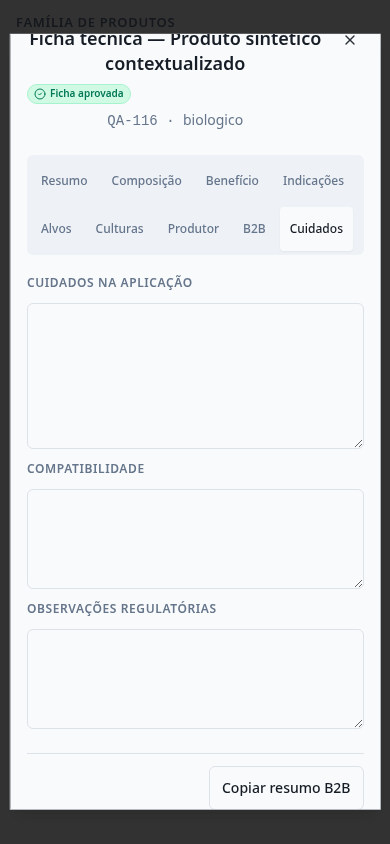 FAMÍLIA DE PRODUTOS
Ficha técnica — Produto sintético
contextualizado
Ficha aprovada
QA-116 · biologico
Resumo Composição Benefício Indicações
Alvos Culturas Produtor B2B Cuidados
CUIDADOS NA APLICAÇÃO
COMPATIBILIDADE
OBSERVAÇÕES REGULATÓRIAS
Copiar resumo B2B